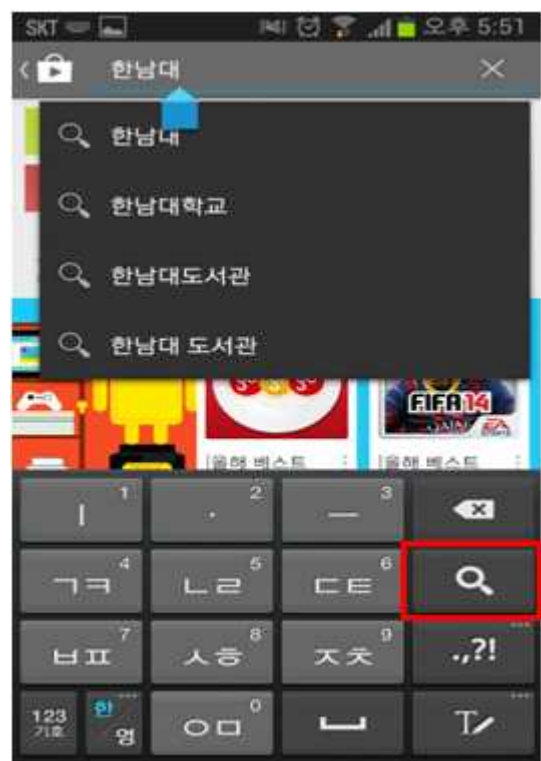 SKT 오후 5:51
한남대
한남대
한남대학교
한남대도서관
한남대 도서관
FIFA 14
EA
올해 베스트 올해 베스트
ㅣ 1 · 2 ㅡ 3
ㄱㅋ 4 ㄴㄹ 5 ㄷㅌ 6
ㅂㅍ 7 ㅅㅎ 8 ㅈㅊ 9 .,?!
123 기호 한 영 ㅇㅁ 0 T